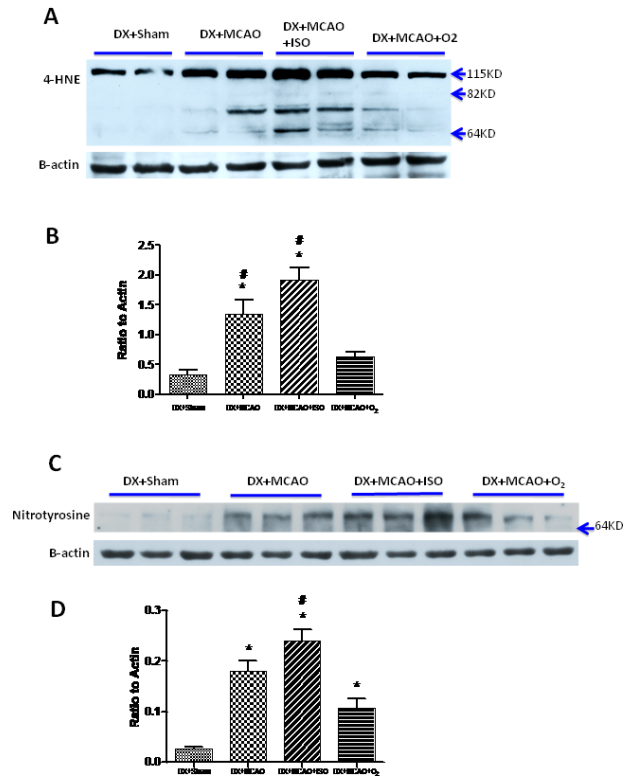 A
DX+Sham DX+MCAO DX+MCAO +ISO DX+MCAO+O2
4-HNE
115KD
82KD
64KD
B-actin
B
Ratio to Actin
2.5
2.0
1.5
1.0
0.5
0.0
# * # *
DX+Sham DX+MCAO DX+MCAO+ISO DX+MCAO+O2
C
DX+Sham DX+MCAO DX+MCAO+ISO DX+MCAO+O2
Nitrotyrosine
64KD
B-actin
D
Ratio to Actin
0.3
0.2
0.1
0.0
* # * *
DX+Sham DX+MCAO DX+MCAO+ISO DX+MCAO+O2